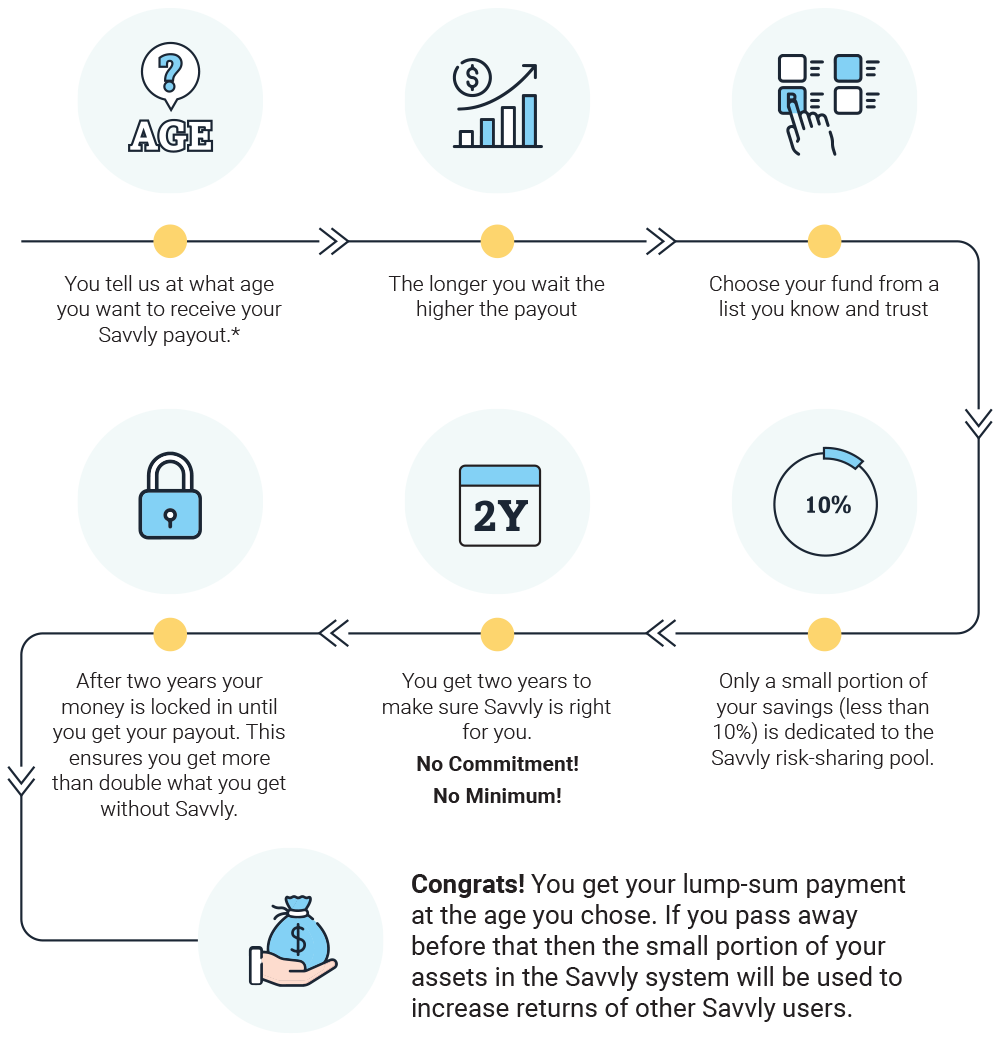 ?
AGE
$
You tell us at what age
you want to receive your
Savvly payout.*
The longer you wait the
higher the payout
Choose your fund from a
list you know and trust
10%
Only a small portion of
your savings (less than
10%) is dedicated to the
Savvly risk-sharing pool.
2Y
You get two years to
make sure Savvly is right
for you.
No Commitment!
No Minimum!
After two years your
money is locked in until
you get your payout. This
ensures you get more
than double what you get
without Savvly.
$
Congrats! You get your lump-sum payment
at the age you chose. If you pass away
before that then the small portion of your
assets in the Savvly system will be used to
increase returns of other Savvly users.